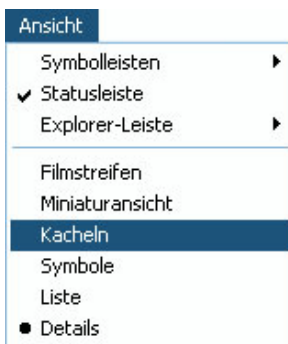 Ansicht
Symbolleisten
Statusleiste
Explorer-Leiste
Filmstreifen
Miniaturansicht
Kacheln
Symbole
Liste
Details